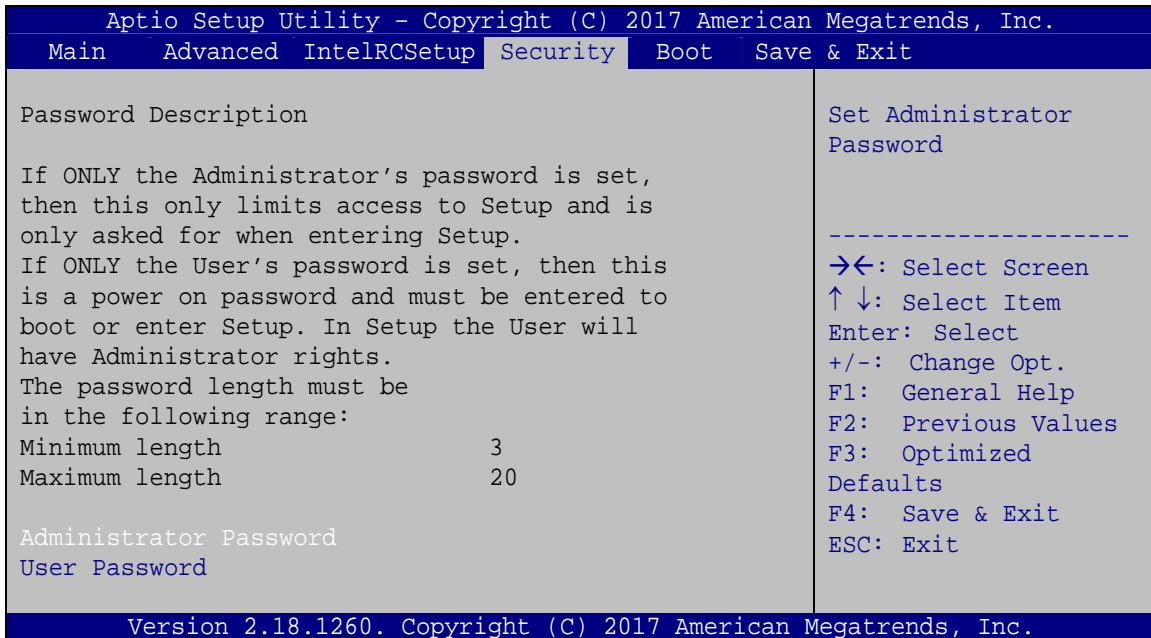 Aptio Setup Utility – Copyright (C) 2017 American Megatrends, Inc.
Main Advanced IntelRCSetup Security Boot Save & Exit
Password Description
If ONLY the Administrator’s password is set,
then this only limits access to Setup and is
only asked for when entering Setup.
If ONLY the User’s password is set, then this
is a power on password and must be entered to
boot or enter Setup. In Setup the User will
have Administrator rights.
The password length must be
in the following range:
Minimum length 3
Maximum length 20
Administrator Password
User Password
Set Administrator
Password
---------------------
→←: Select Screen
↑ ↓: Select Item
Enter: Select
+/-: Change Opt.
F1: General Help
F2: Previous Values
F3: Optimized
Defaults
F4: Save & Exit
ESC: Exit
Version 2.18.1260. Copyright (C) 2017 American Megatrends, Inc.